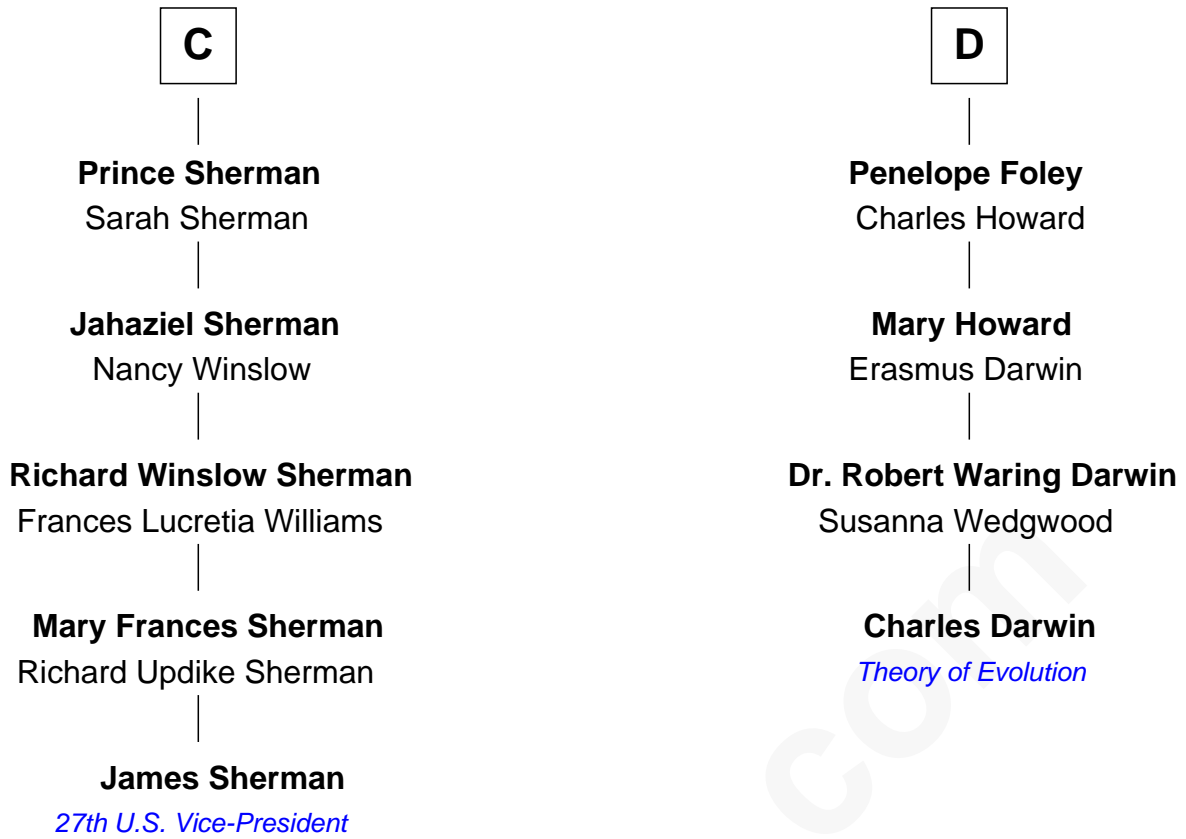 C
Prince Sherman
Sarah Sherman
Jahaziel Sherman
Nancy Winslow
Richard Winslow Sherman
Frances Lucretia Williams
Mary Frances Sherman
Richard Updike Sherman
James Sherman
27th U.S. Vice-President
D
Penelope Foley
Charles Howard
Mary Howard
Erasmus Darwin
Dr. Robert Waring Darwin
Susanna Wedgwood
Charles Darwin
Theory of Evolution
com